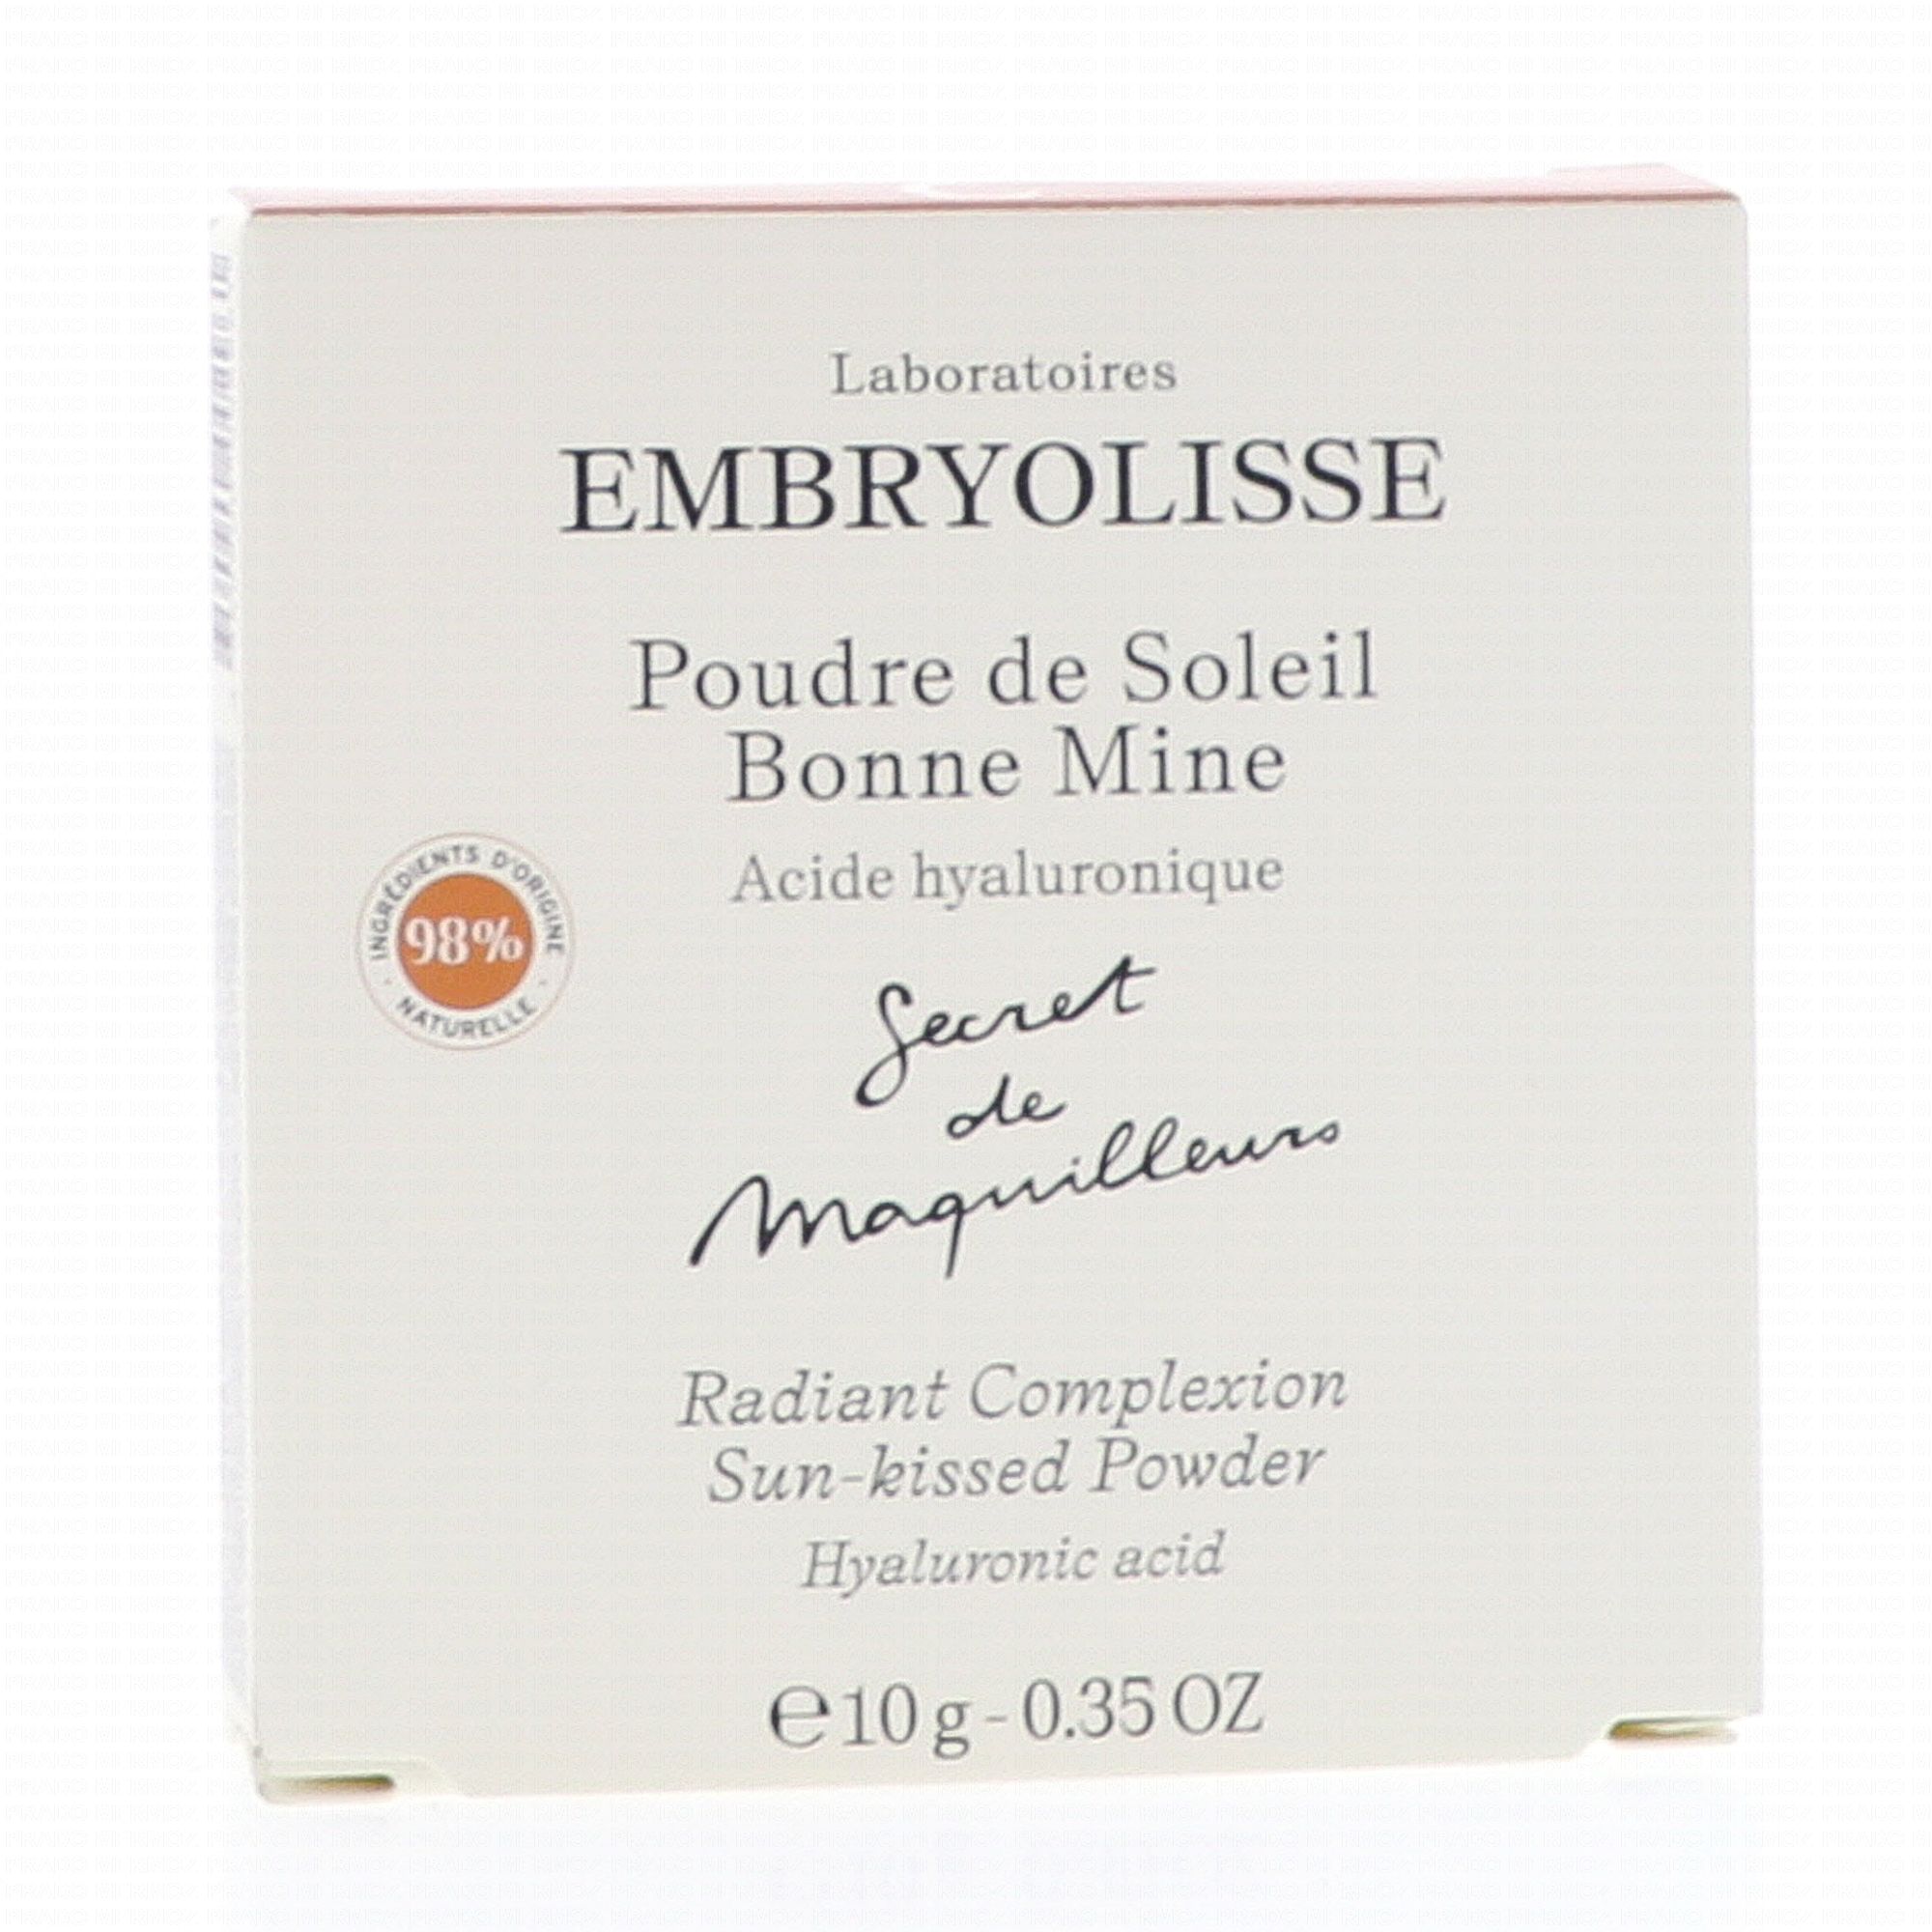 Laboratoires
EMBRYOLISSE
Poudre de Soleil
Bonne Mine
Acide hyaluronique
INGRÉDIENTS D'ORIGINE
98%
NATURELLE
Secret
de
Maquilleurs
Radiant Complexion
Sun-kissed Powder
Hyaluronic acid
℮10 g - 0.35 OZ